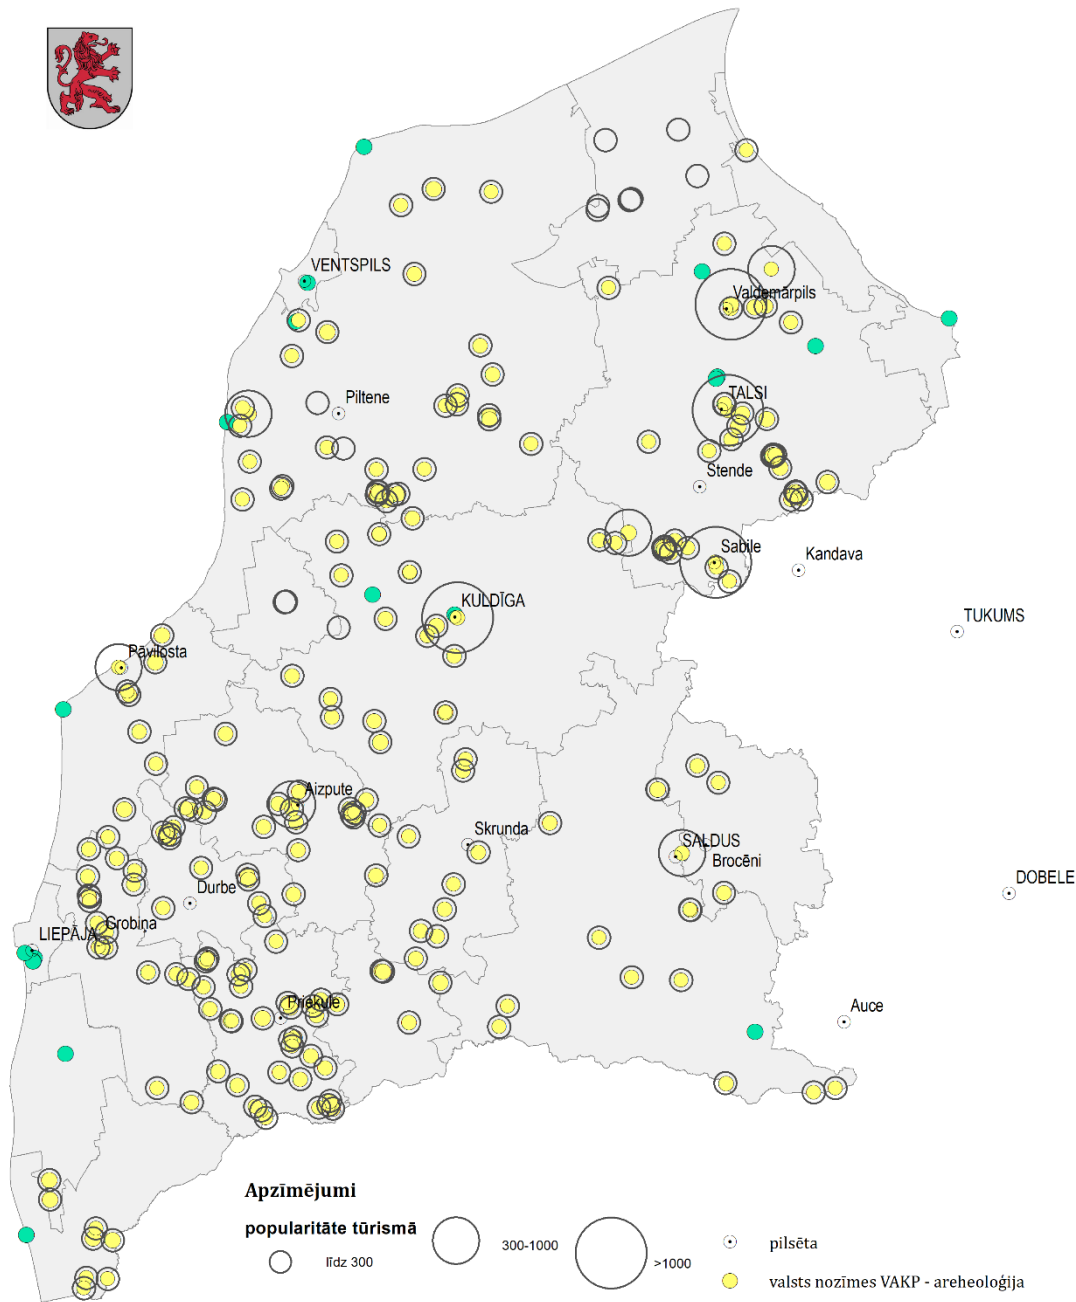 VENTSPILS
Valdemārpils
Piltene
TALSI
Stende
Sabile
Kandava
KULDĪGA
TUKUMS
Pāvilosta
Aizpute
Skrunda
SALDUS
Brocēni
Durbe
DOBELE
Grobiņa
LIEPĀJA
Priekule
Auce
Apzīmējumi
popularitāte tūrismā
līdz 300
300-1000
>1000
pilsēta
valsts nozīmes VAKP - areheoloģija